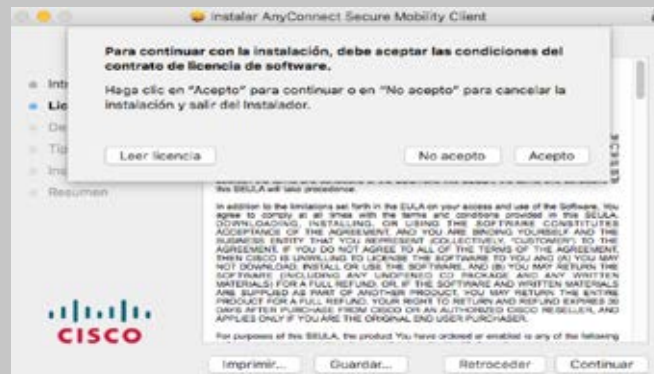 Instalar AnyConnect Secure Mobility Client
Para continuar con la instalación, debe aceptar las condiciones del
contrato de licencia de software.
Haga clic en "Acepto" para continuar o en "No acepto" para cancelar la
instalación y salir del Instalador.
Leer licencia
No acepto
Acepto
Int
Lic
De
Tip
Ins
Resumen
this SEULA will take precedence.
In addition to the limitations set forth in the EULA on your access and use of the Software, You
agree to comply at all times with the terms and conditions provided in this SEULA.
DOWNLOADING, INSTALLING, OR USING THE SOFTWARE CONSTITUTES
ACCEPTANCE OF THE AGREEMENT, AND YOU ARE BINDING YOURSELF AND THE
BUSINESS ENTITY THAT YOU REPRESENT (COLLECTIVELY, "CUSTOMER") TO THE
AGREEMENT. IF YOU DO NOT AGREE TO ALL OF THE TERMS OF THE AGREEMENT,
THEN CISCO IS UNWILLING TO LICENSE THE SOFTWARE TO YOU AND (A) YOU MAY
NOT DOWNLOAD, INSTALL OR USE THE SOFTWARE, AND (B) YOU MAY RETURN THE
SOFTWARE (INCLUDING ANY UNOPENED CD PACKAGE AND ANY WRITTEN
MATERIALS) FOR A FULL REFUND, OR, IF THE SOFTWARE AND WRITTEN MATERIALS
ARE SUPPLIED AS PART OF ANOTHER PRODUCT, YOU MAY RETURN THE ENTIRE
PRODUCT FOR A FULL REFUND. YOUR RIGHT TO RETURN AND REFUND EXPIRES 30
DAYS AFTER PURCHASE FROM CISCO OR AN AUTHORIZED CISCO RESELLER, AND
APPLIES ONLY IF YOU ARE THE ORIGINAL END USER PURCHASER.
For purposes of this SEULA, the product You have ordered or enabled is any of the following
CISCO
Imprimir...
Guardar...
Retroceder
Continuar